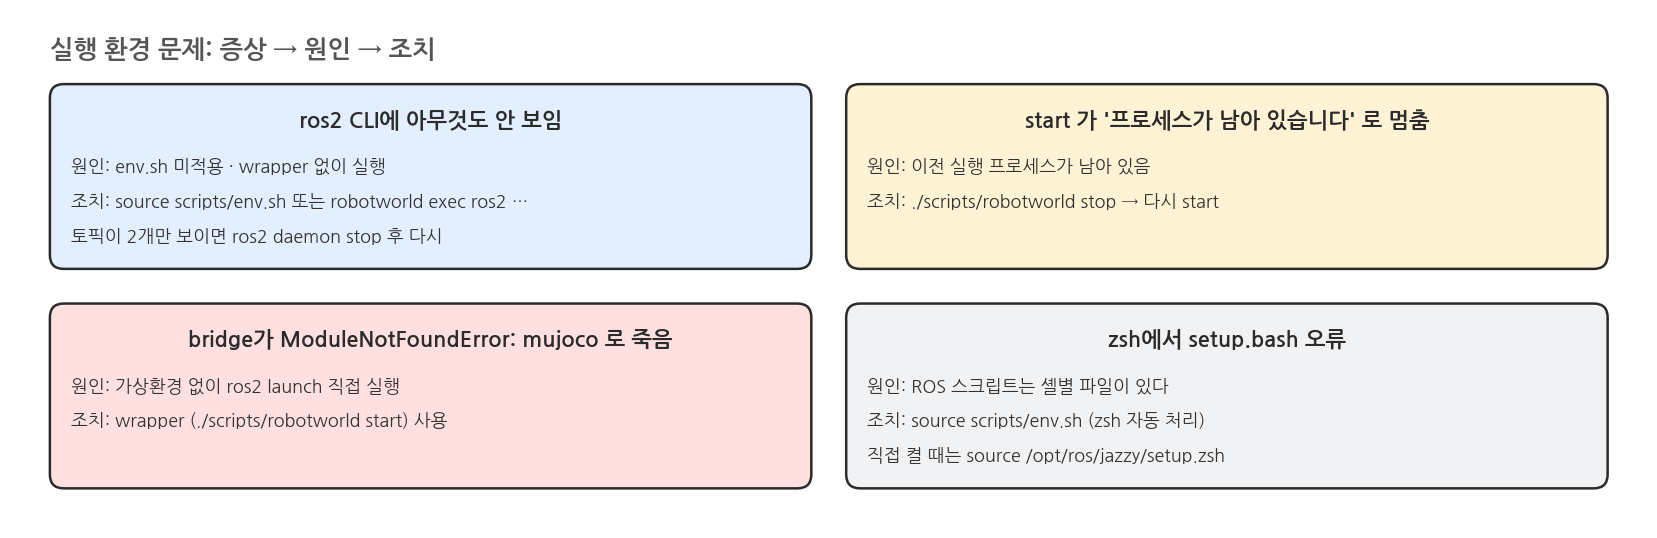 실행 환경 문제: 증상 → 원인 → 조치
ros2 CLI에 아무것도 안 보임
원인: env.sh 미적용 · wrapper 없이 실행
조치: source scripts/env.sh 또는 robotworld exec ros2 ⋯
토픽이 2개만 보이면 ros2 daemon stop 후 다시
start 가 '프로세스가 남아 있습니다' 로 멈춤
원인: 이전 실행 프로세스가 남아 있음
조치: ./scripts/robotworld stop → 다시 start
bridge가 ModuleNotFoundError: mujoco 로 죽음
원인: 가상환경 없이 ros2 launch 직접 실행
조치: wrapper (./scripts/robotworld start) 사용
zsh에서 setup.bash 오류
원인: ROS 스크립트는 셸별 파일이 있다
조치: source scripts/env.sh (zsh 자동 처리)
직접 켤 때는 source /opt/ros/jazzy/setup.zsh